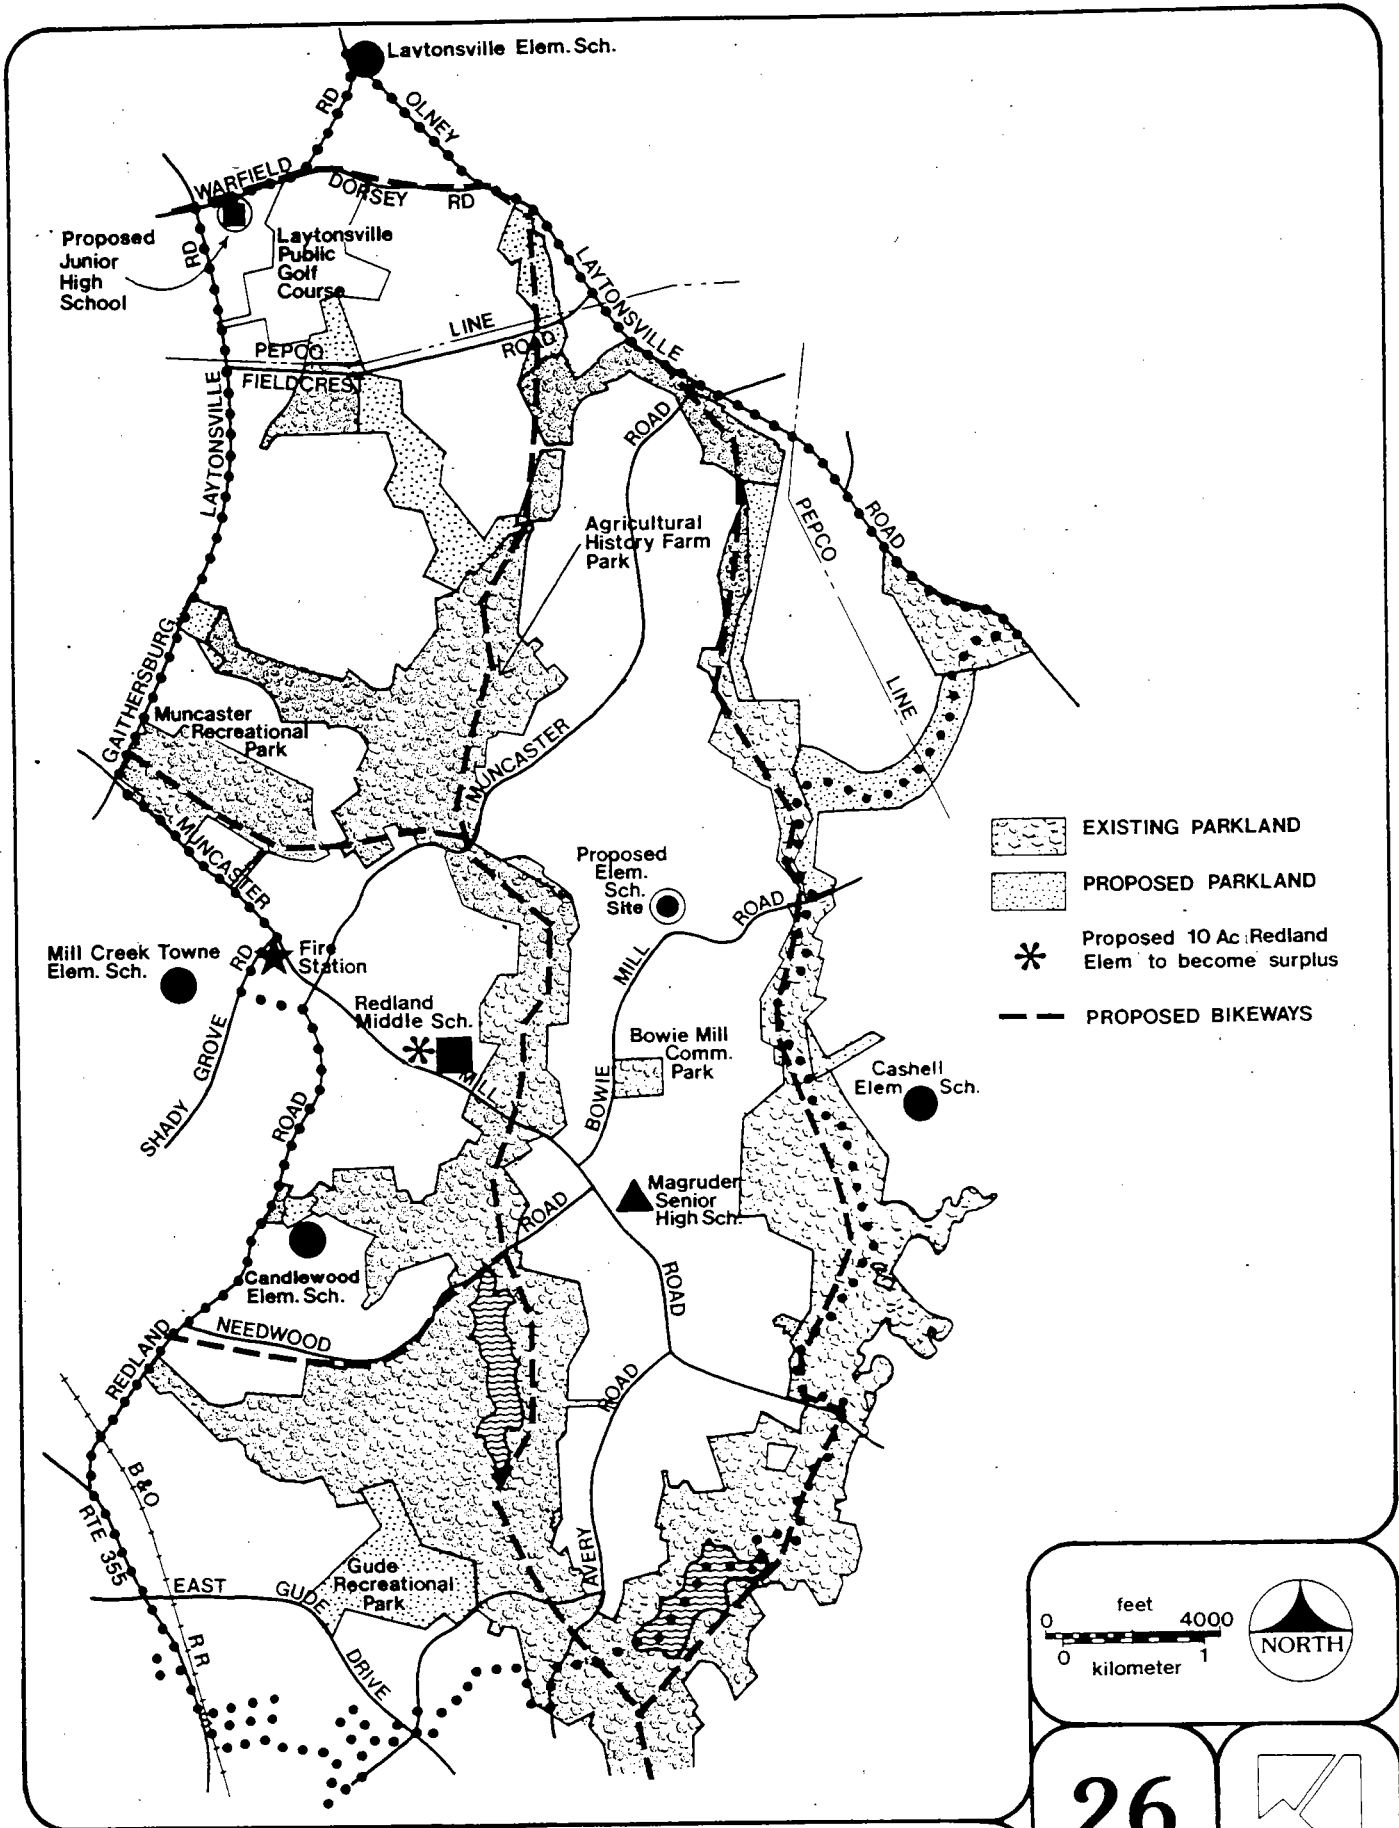 Laytonsville Elem. Sch.
RD
OLNEY
WARFIELD
DORSEY
RD
Proposed
Junior
High
School
RD
Laytonsville
Public
Golf
Course
LAYTONSVILLE
LINE
PEPCO
ROAD
FIELDCREST
LAYTONSVILLE
ROAD
PEPCO
ROAD
Agricultural
History Farm
Park
GAITHERSBURG
LINE
Muncaster
Recreational
Park
MUNCASTER
MUNCASTER
EXISTING PARKLAND
Proposed
Elem.
Sch.
Site
PROPOSED PARKLAND
ROAD
Proposed 10 Ac. Redland
Elem to become surplus
Mill Creek Towne
Elem. Sch.
RD
Fire
Station
MILL
Redland
Middle Sch.
PROPOSED BIKEWAYS
Bowie Mill
Comm.
Park
SHADY GROVE
MILL
BOWIE
Cashell
Elem Sch.
ROAD
Magruder
Senior
High Sch.
ROAD
Candlewood
Elem. Sch.
ROAD
NEEDWOOD
REDLAND
ROAD
B&O
RTE 355
AVERY
Gude
Recreational
Park
EAST GUDE
DRIVE
R R
feet
0 4000
0 1
kilometer
NORTH
26